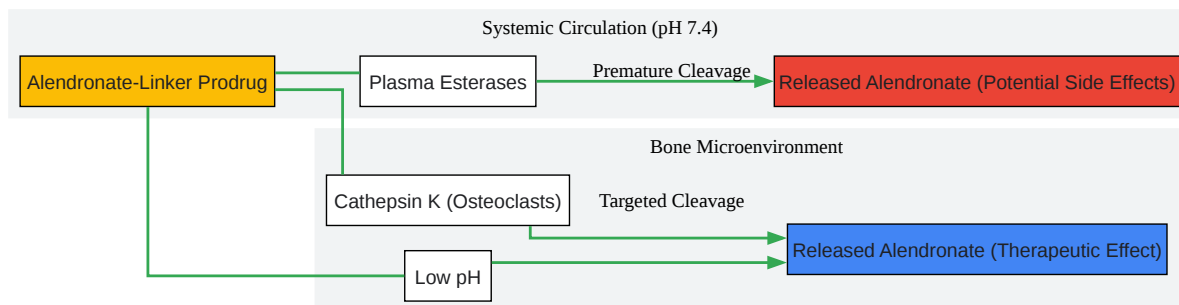 Systemic Circulation (pH 7.4)
Alendronate-Linker Prodrug
Plasma Esterases
Premature Cleavage
Released Alendronate (Potential Side Effects)
Bone Microenvironment
Cathepsin K (Osteoclasts)
Targeted Cleavage
Released Alendronate (Therapeutic Effect)
Low pH